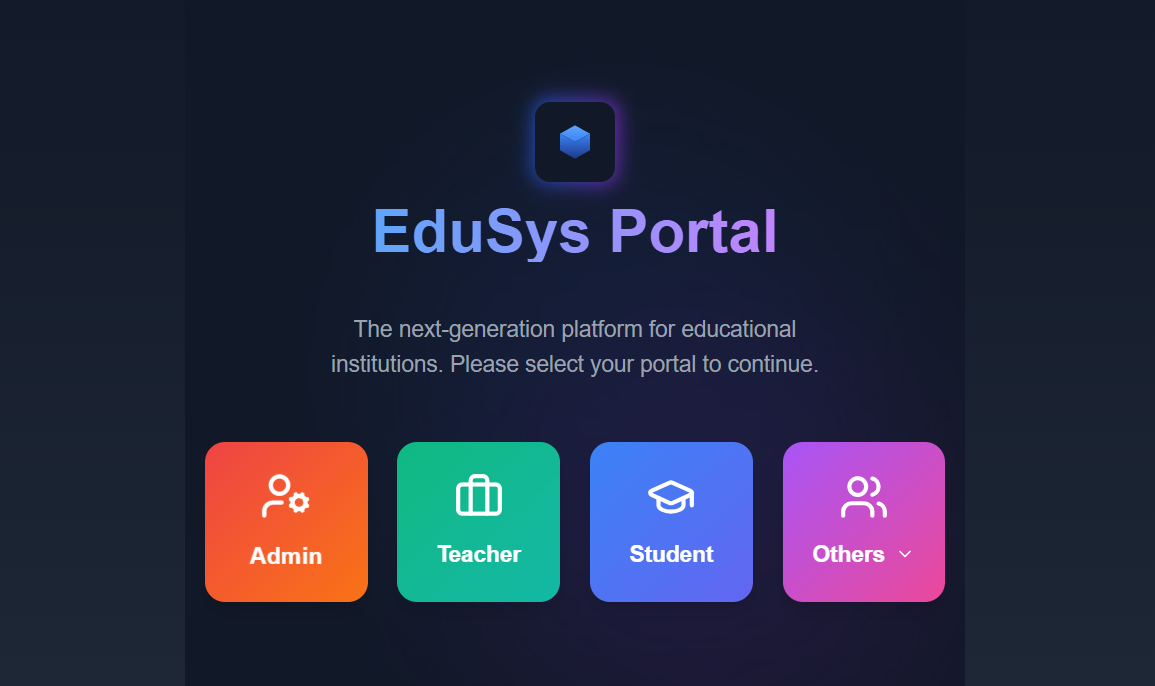 EduSys Portal
The next-generation platform for educational
institutions. Please select your portal to continue.
Admin
Teacher
Student
Others